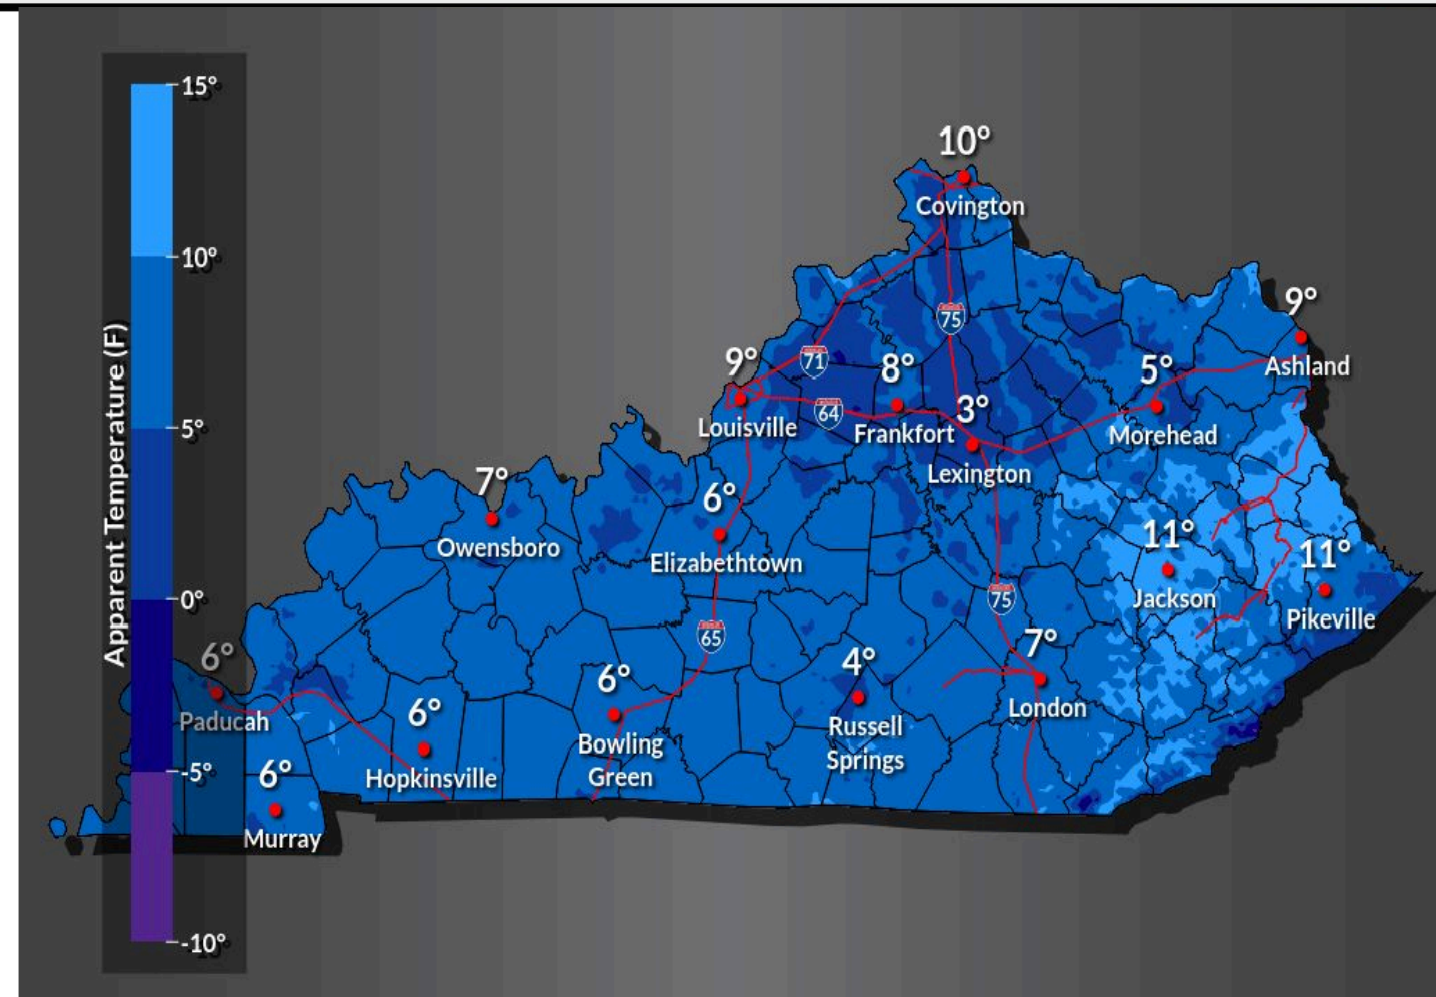 15°
10°
5°
0°
-5°
-10°
Apparent Temperature (F)
10°
Covington
75
9°
Ashland
71
9°
Louisville
64
8°
Frankfort
3°
Lexington
5°
Morehead
7°
Owensboro
6°
Elizabethtown
11°
Jackson
11°
Pikeville
75
65
6°
Paducah
6°
Hopkinsville
6°
Bowling
Green
4°
Russell
Springs
7°
London
6°
Murray